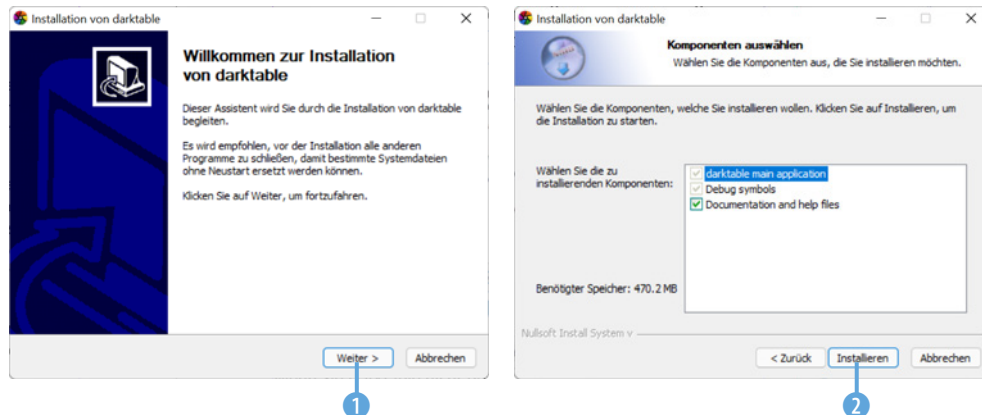 Installation von darktable
Willkommen zur Installation
von darktable
Dieser Assistent wird Sie durch die Installation von darktable
begleiten.
Es wird empfohlen, vor der Installation alle anderen
Programme zu schließen, damit bestimmte Systemdateien
ohne Neustart ersetzt werden können.
Klicken Sie auf Weiter, um fortzufahren.
Weiter >
Abbrechen
1
Installation von darktable
Komponenten auswählen
Wählen Sie die Komponenten aus, die Sie installieren möchten.
Wählen Sie die Komponenten, welche Sie installieren wollen. Klicken Sie auf Installieren, um
die Installation zu starten.
Wählen Sie die zu
installierenden Komponenten:
darktable main application
Debug symbols
Documentation and help files
Benötigter Speicher: 470.2 MB
Nullsoft Install System v
< Zurück
Installieren
Abbrechen
2